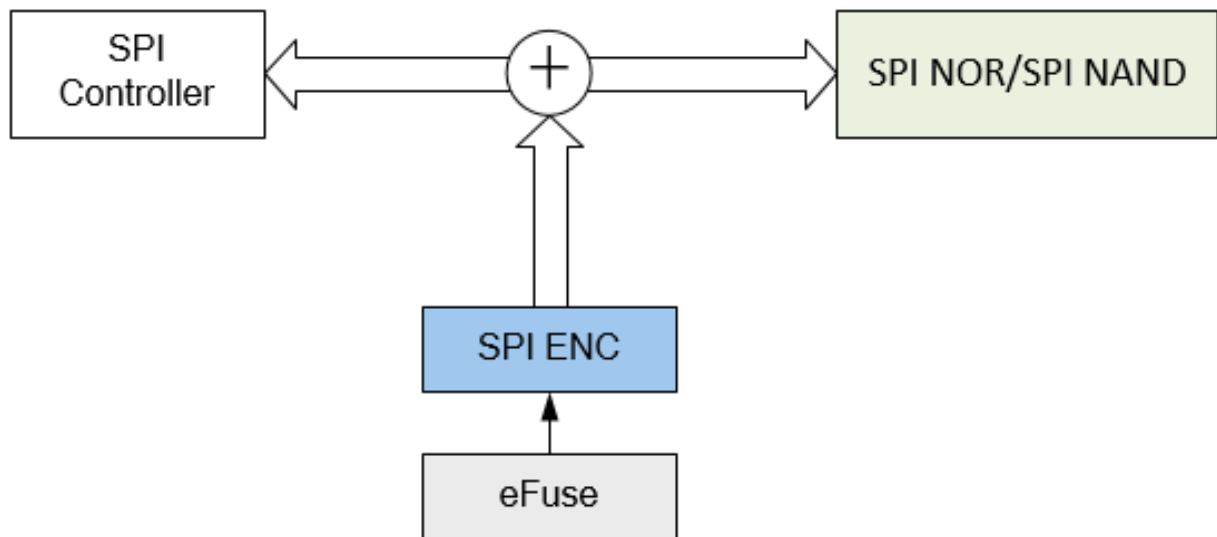 SPI
Controller
+
SPI NOR/SPI NAND
SPI ENC
eFuse